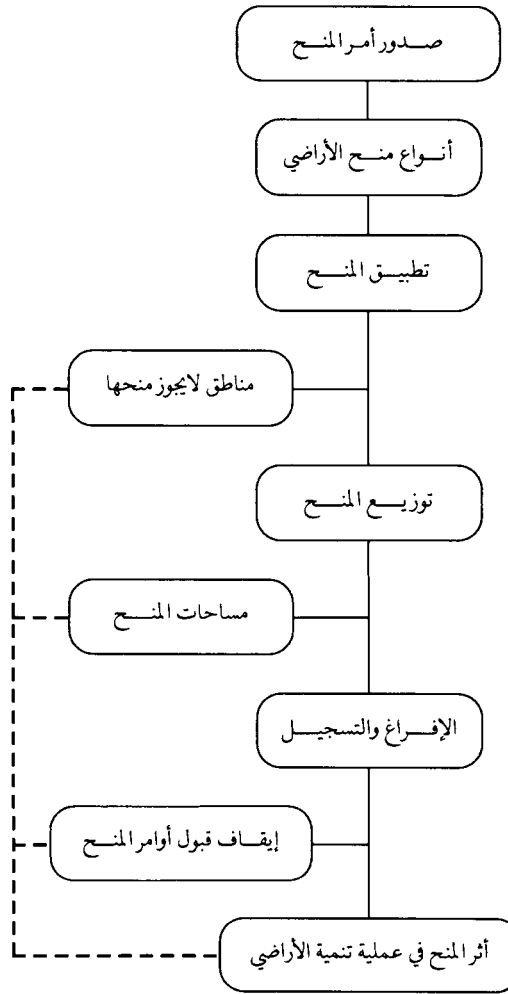 صدور أمر المنح
أنواع منح الأراضي
تطبيق المنح
مناطق لايجوز منحها
توزيع المنح
مساحات المنح
الإفراغ والتسجيل
إيقاف قبول أوامر المنح
أثر المنح في عملية تنمية الأراضي